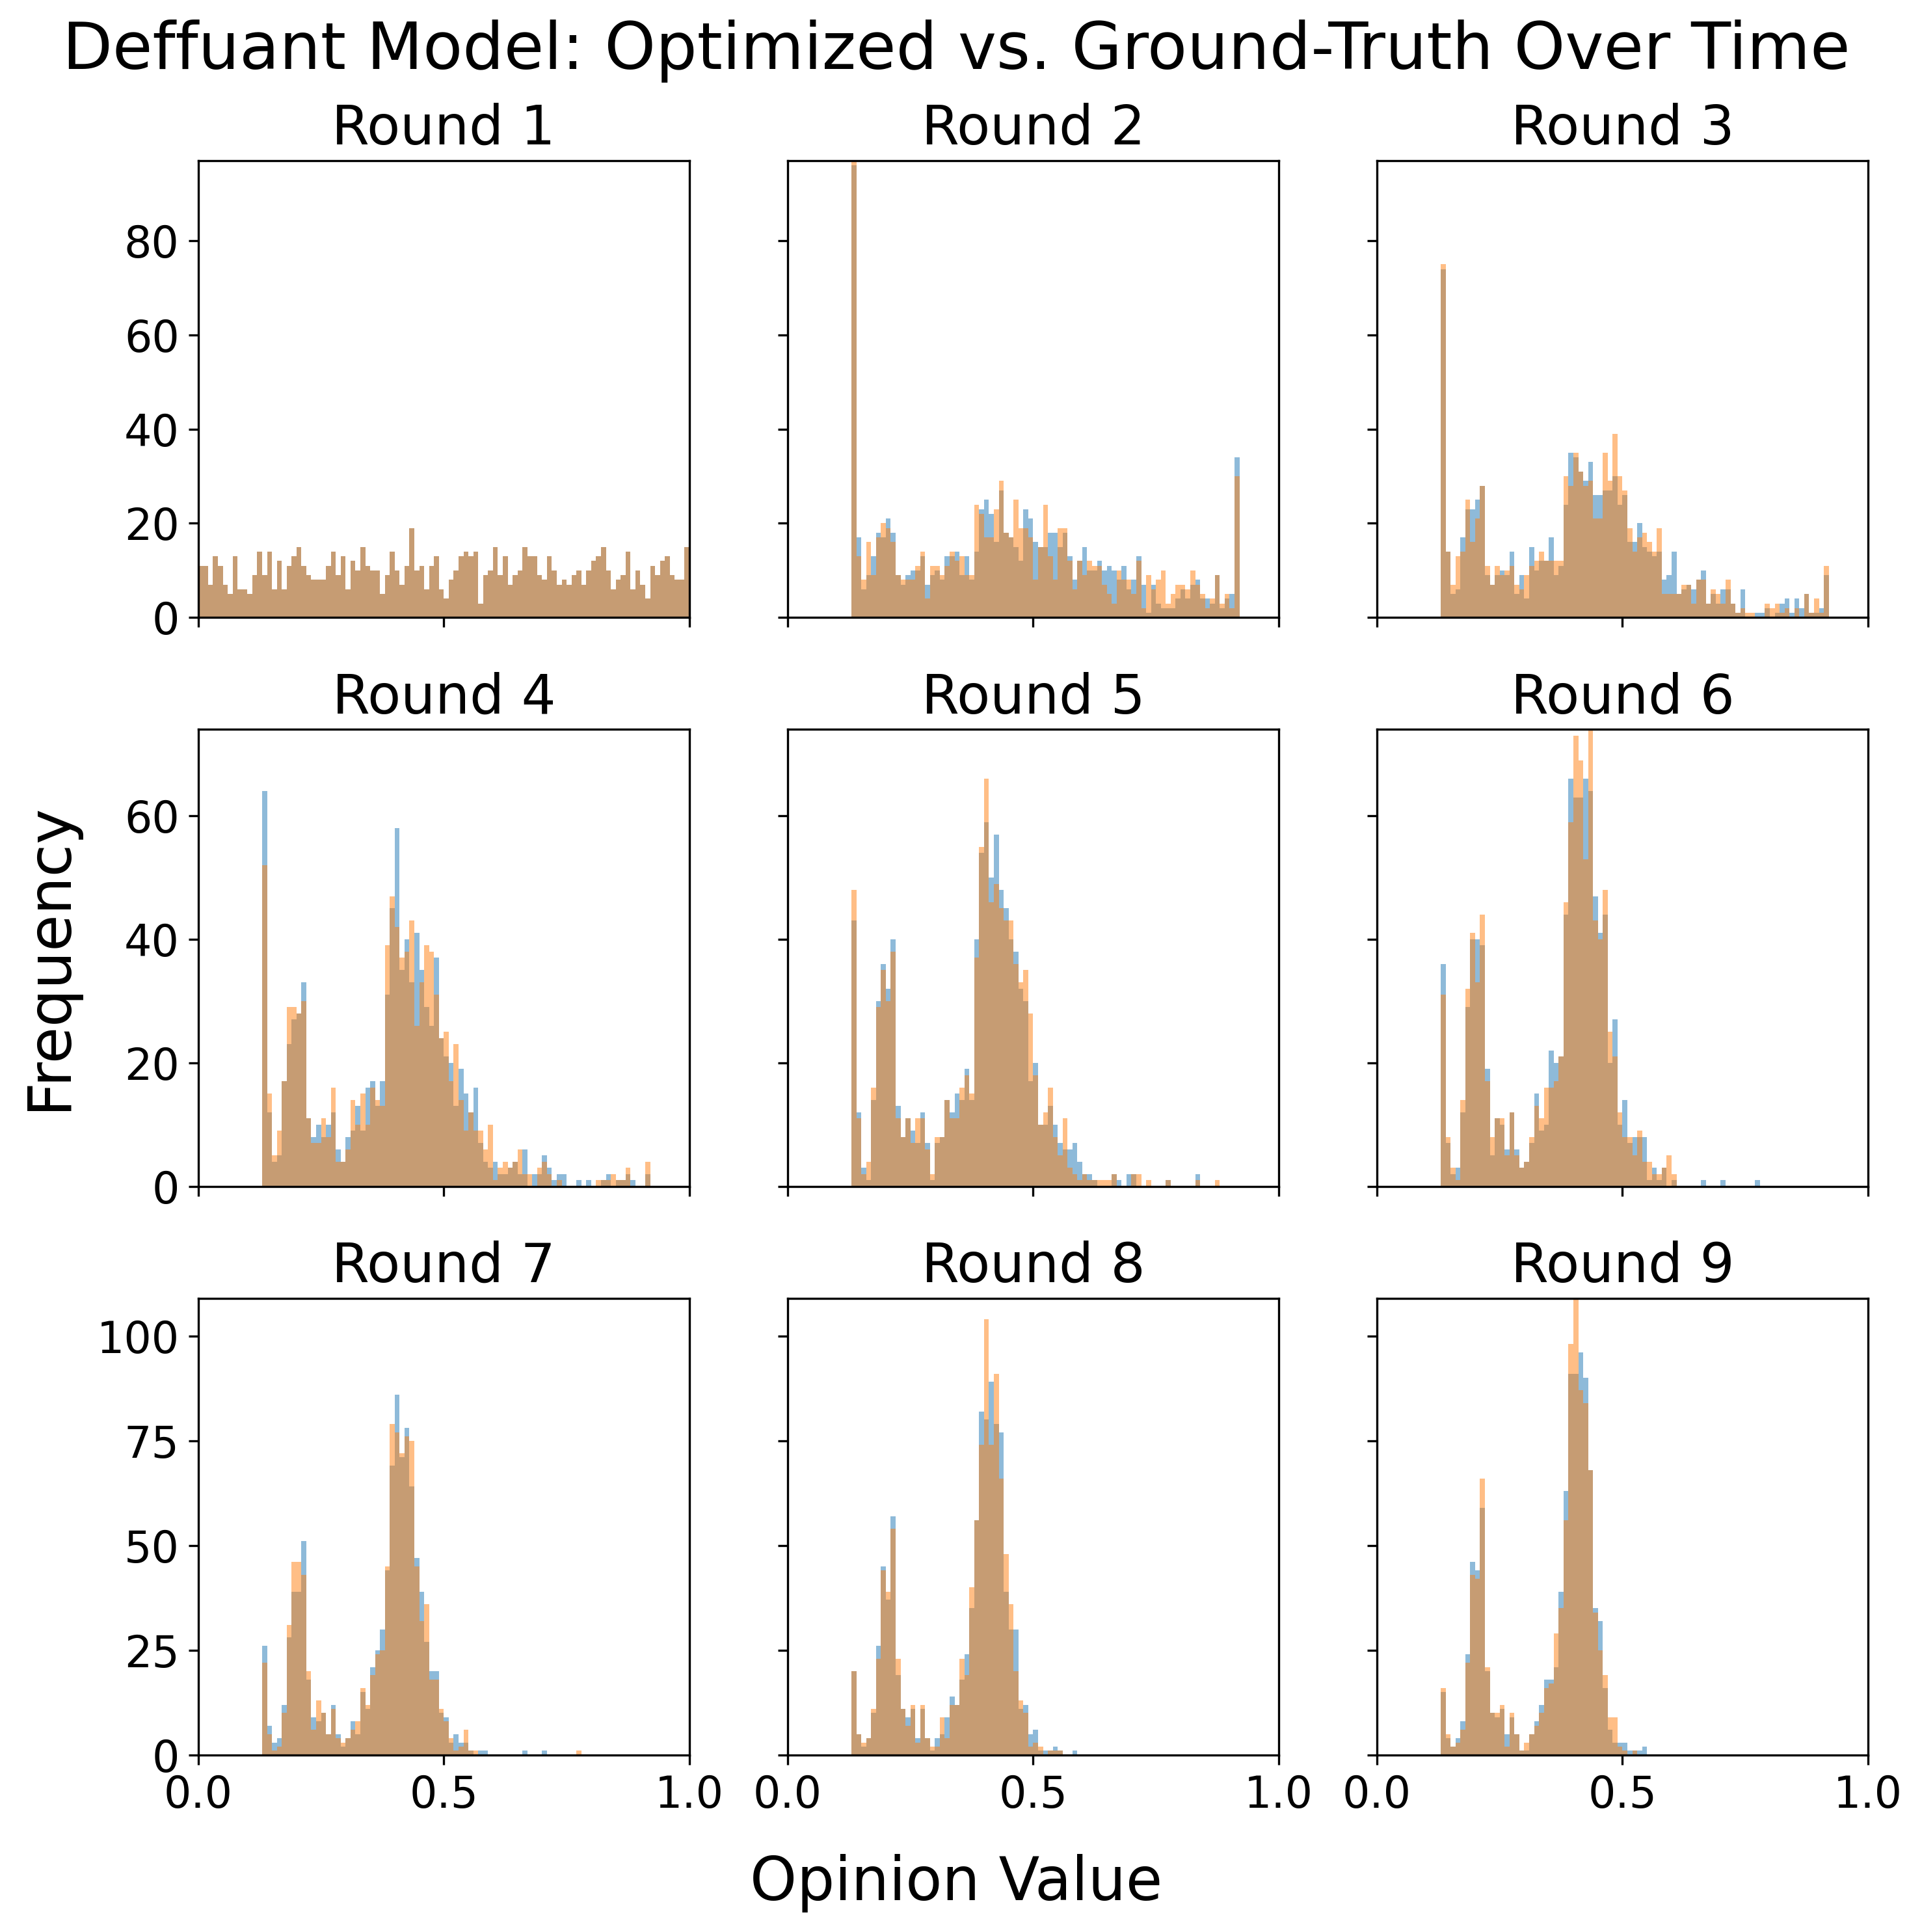 Deffuant Model: Optimized vs. Ground-Truth Over Time
Round 1
Round 2
Round 3
80
60
40
20
0
Round 4
Round 5
Round 6
60
40
20
0
Frequency
Round 7
Round 8
Round 9
100
75
50
25
0
0.0 0.5 1.0 0.0 0.5 1.0 0.0 0.5 1.0
Opinion Value